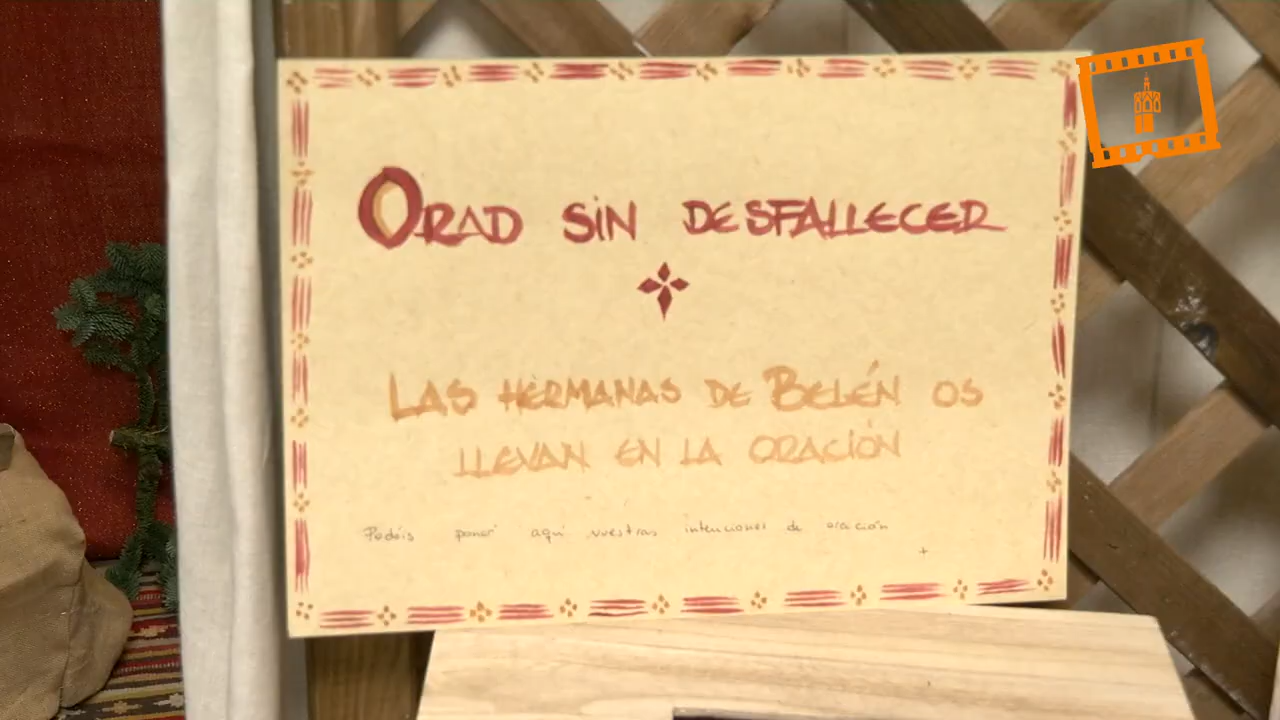 ORAD SIN DESFALLECER
LAS HERMANAS DE BELÉN OS
LLEVAN EN LA ORACIÓN
Podéis poner aquí vuestras intenciones de oración